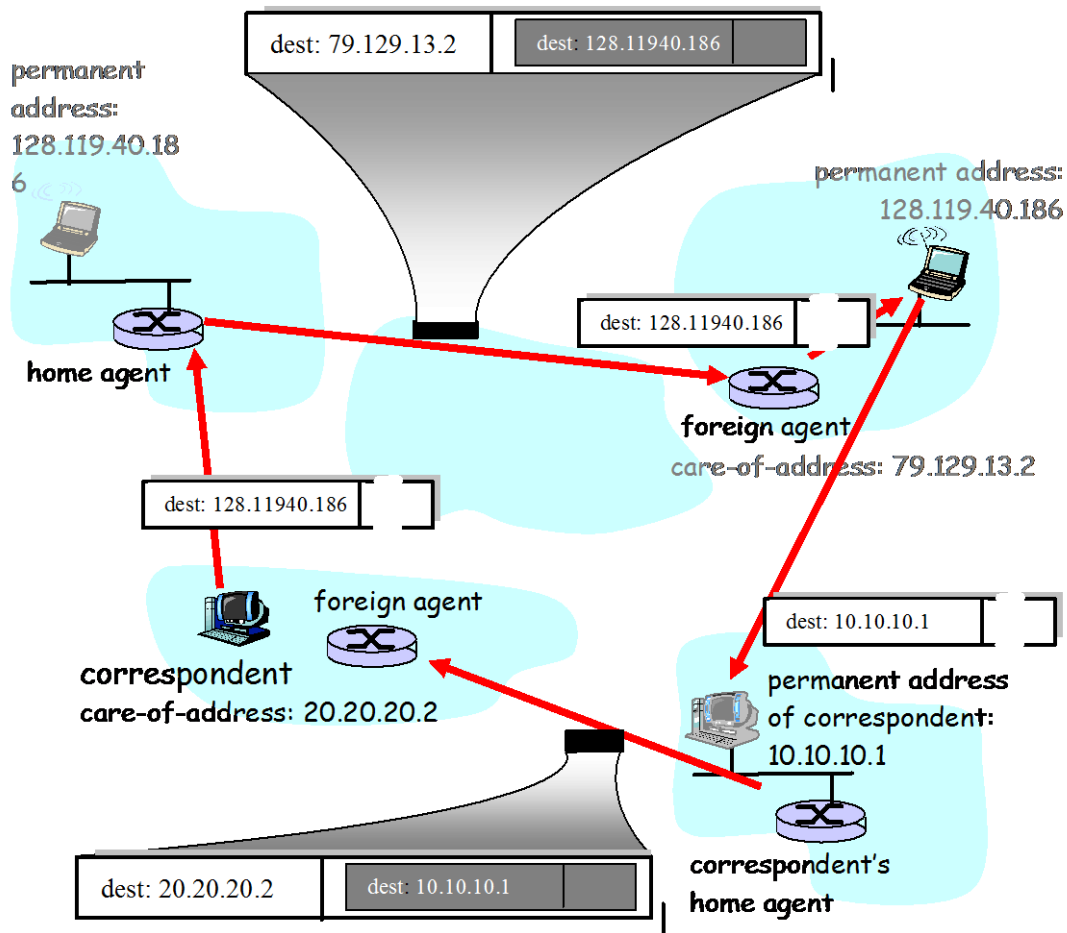 dest: 79.129.13.2
dest: 128.11940.186
permanent
address:
128.119.40.18
6
permanent address:
128.119.40.186
dest: 128.11940.186
home agent
foreign agent
care-of-address: 79.129.13.2
dest: 128.11940.186
foreign agent
dest: 10.10.10.1
correspondent
care-of-address: 20.20.20.2
permanent address
of correspondent:
10.10.10.1
dest: 20.20.20.2
dest: 10.10.10.1
correspondent's
home agent